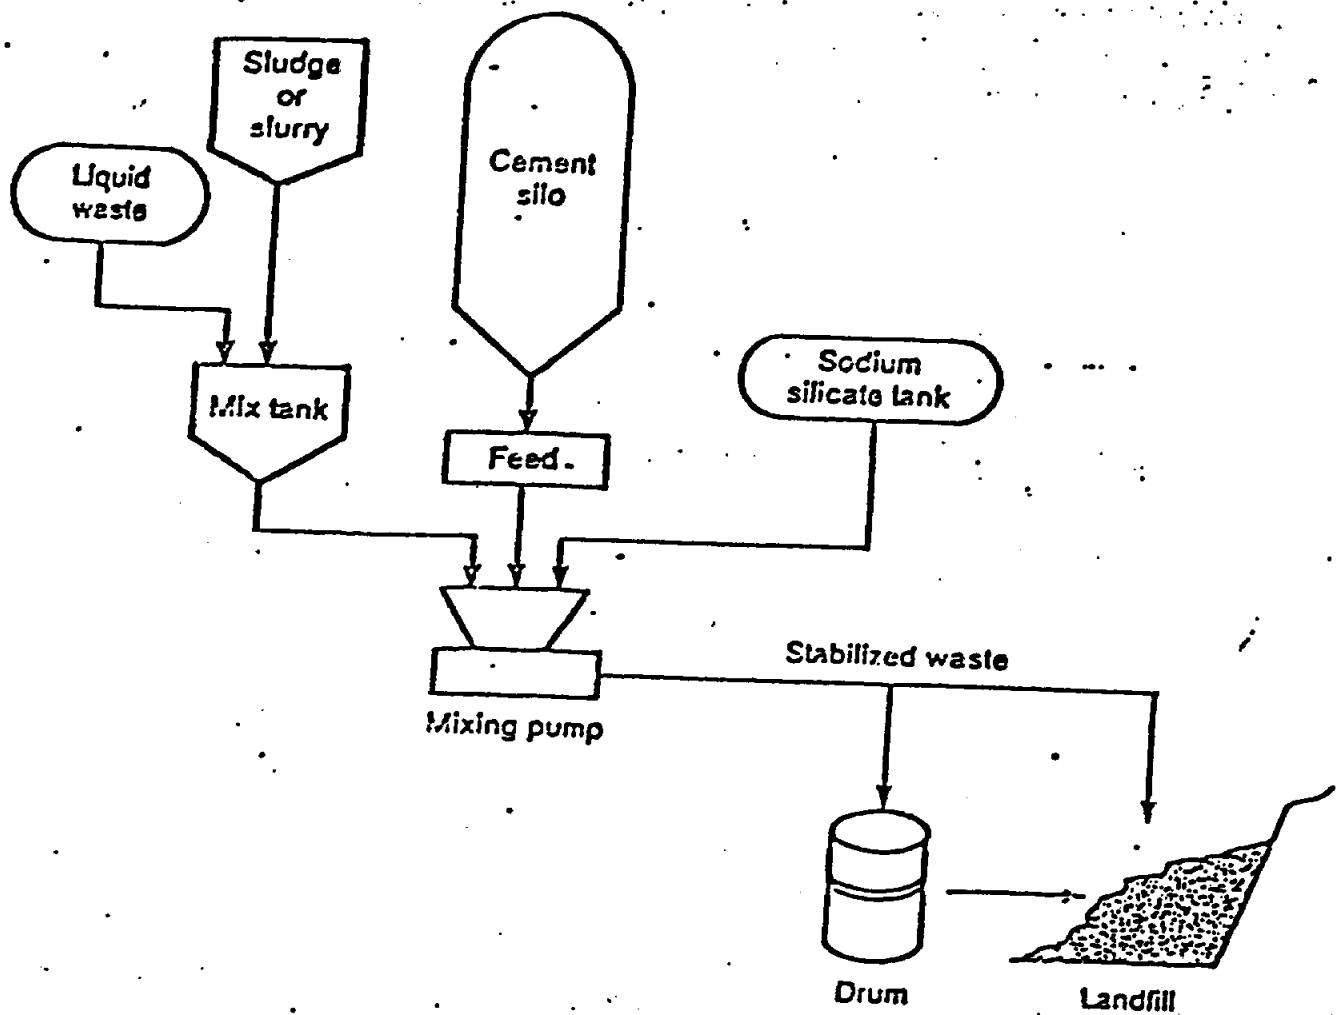 Sludge
or
slurry
Liquid
waste
Cement
silo
Sodium
silicate tank
Mix tank
Feed
Stabilized waste
Mixing pump
Drum
Landfill